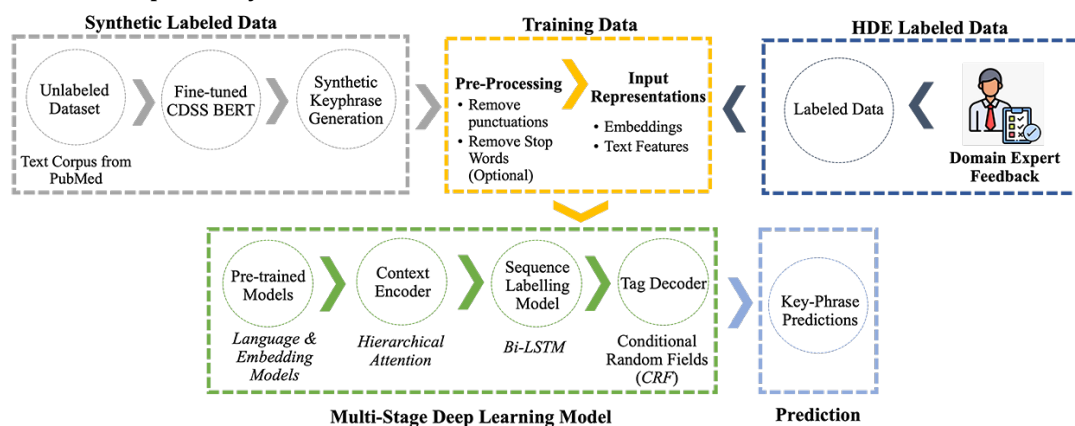 Synthetic Labeled Data
Unlabeled
Dataset
Text Corpus from
PubMed
Fine-tuned
CDSS BERT
Synthetic
Keyphrase
Generation
Training Data
Pre-Processing
• Remove
punctuations
• Remove Stop
Words
(Optional)
Input
Representations
• Embeddings
• Text Features
HDE Labeled Data
Labeled Data
Domain Expert
Feedback
Pre-trained
Models
Language &
Embedding
Models
Context
Encoder
Hierarchical
Attention
Sequence
Labelling
Model
Bi-LSTM
Tag Decoder
Conditional
Random Fields
(CRF)
Multi-Stage Deep Learning Model
Key-Phrase
Predictions
Prediction